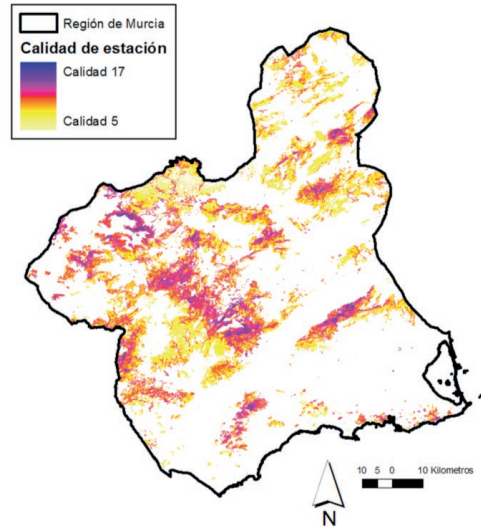 Región de Murcia
Calidad de estación
Calidad 17
Calidad 5
10 5 0 10 Kilometros
N